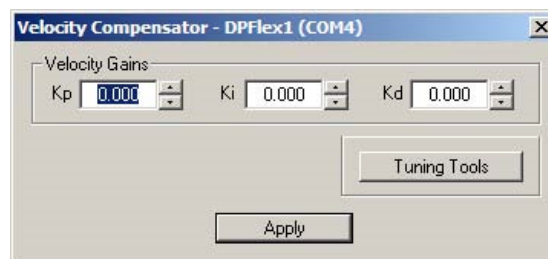 Velocity Compensator - DPFlex1 (COM4)
Velocity Gains
Kp 0.000 Ki 0.000 Kd 0.000
Tuning Tools
Apply